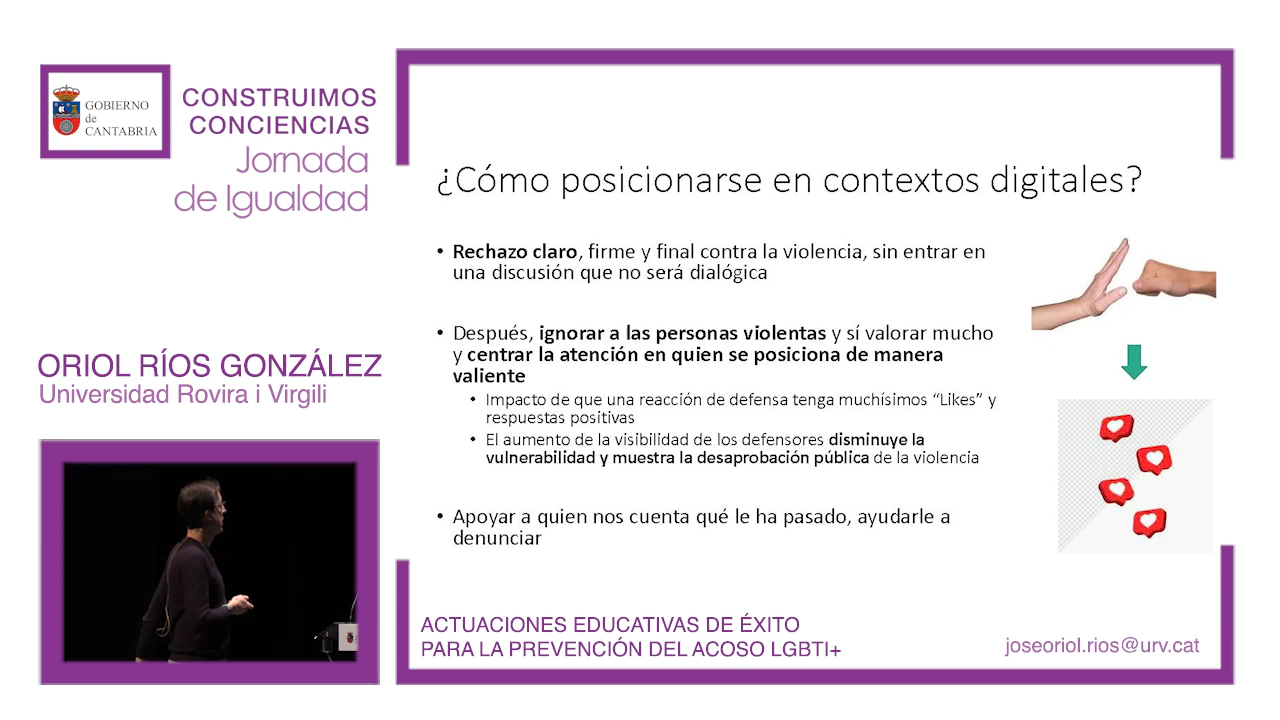 GOBIERNO
de
CANTABRIA
CONSTRUIMOS
CONCIENCIAS
Jornada
de Igualdad
ORIOL RÍOS GONZÁLEZ
Universidad Rovira i Virgili
¿Cómo posicionarse en contextos digitales?
• Rechazo claro, firme y final contra la violencia, sin entrar en
una discusión que no será dialógica
• Después, ignorar a las personas violentas y sí valorar mucho
y centrar la atención en quien se posiciona de manera
valiente
• Impacto de que una reacción de defensa tenga muchísimos “Likes” y
respuestas positivas
• El aumento de la visibilidad de los defensores disminuye la
vulnerabilidad y muestra la desaprobación pública de la violencia
• Apoyar a quien nos cuenta qué le ha pasado, ayudarle a
denunciar
ACTUACIONES EDUCATIVAS DE ÉXITO
PARA LA PREVENCIÓN DEL ACOSO LGBTI+
joseoriol.rios@urv.cat